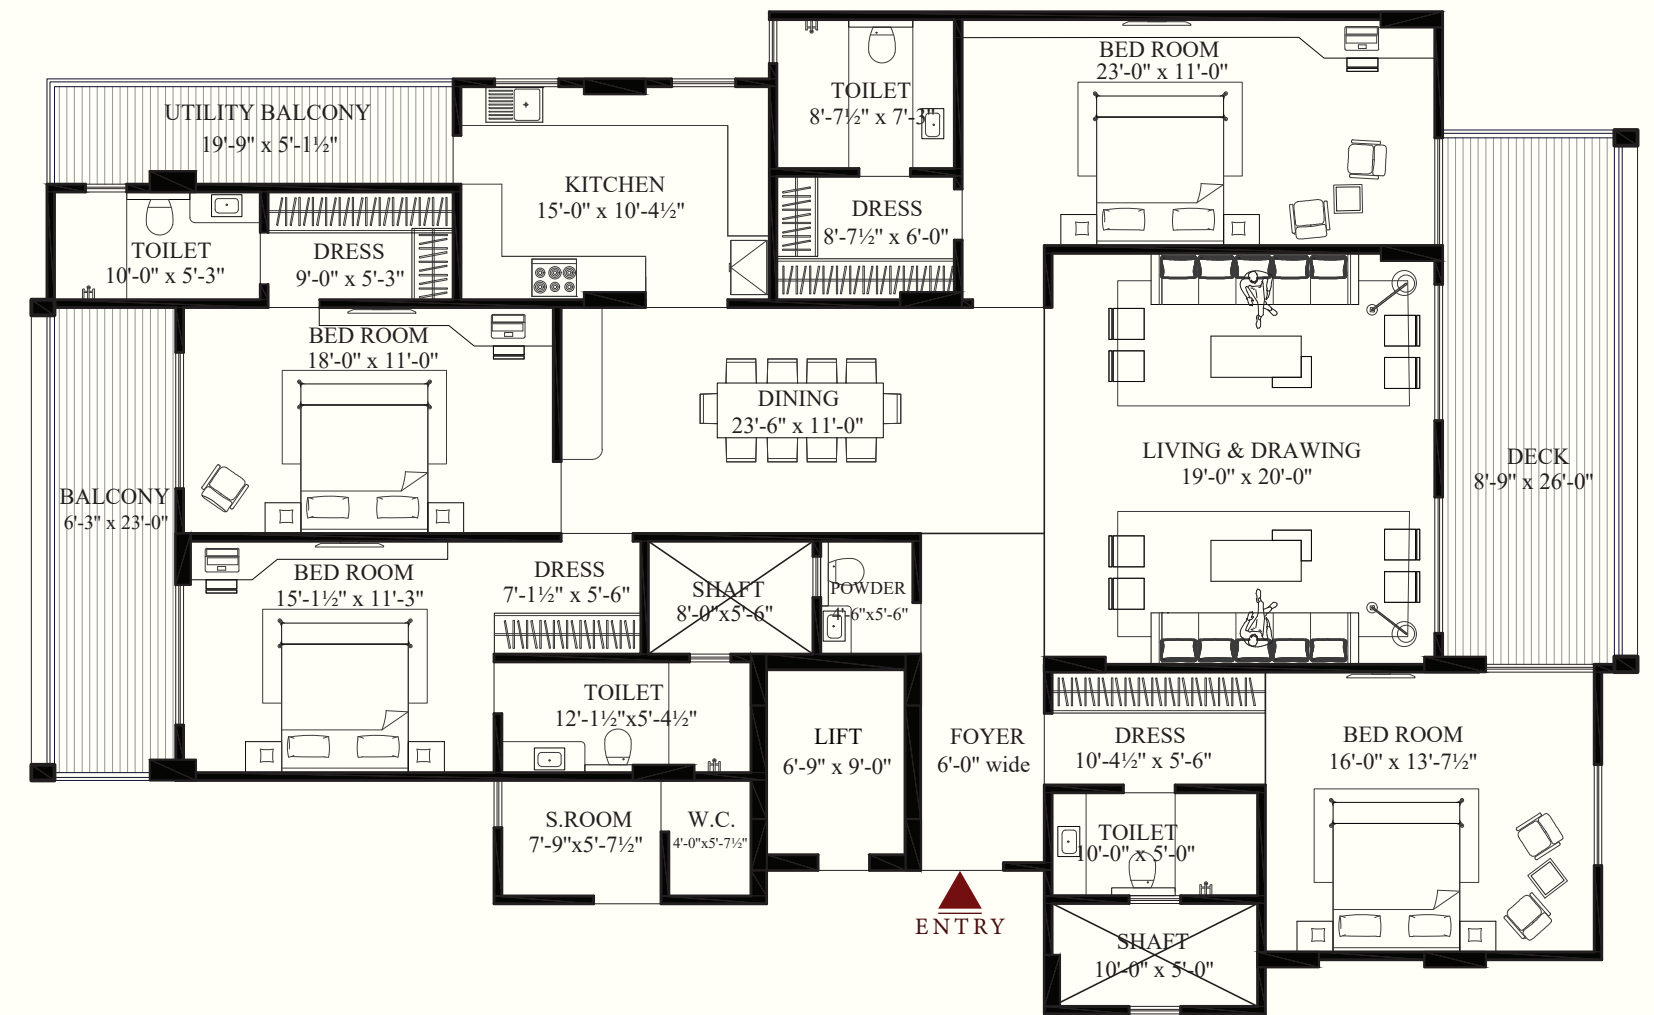 BED ROOM
23'-0" x 11'-0"
TOILET
8'-7½" x 7'-3"
UTILITY BALCONY
19'-9" x 5'-1½"
KITCHEN
15'-0" x 10'-4½"
DRESS
8'-7½" x 6'-0"
TOILET
10'-0" x 5'-3"
DRESS
9'-0" x 5'-3"
BED ROOM
18'-0" x 11'-0"
DINING
23'-6" x 11'-0"
LIVING & DRAWING
19'-0" x 20'-0"
DECK
8'-9" x 26'-0"
BALCONY
6'-3" x 23'-0"
BED ROOM
15'-1½" x 11'-3"
DRESS
7'-1½" x 5'-6"
SHAFT
8'-0"x5'-6"
POWDER
4'-6"x5'-6"
TOILET
12'-1½"x5'-4½"
LIFT
6'-9" x 9'-0"
FOYER
6'-0" wide
DRESS
10'-4½" x 5'-6"
BED ROOM
16'-0" x 13'-7½"
S.ROOM
7'-9"x5'-7½"
W.C.
4'-0"x5'-7½"
TOILET
10'-0" x 5'-0"
ENTRY
SHAFT
10'-0" x 5'-0"